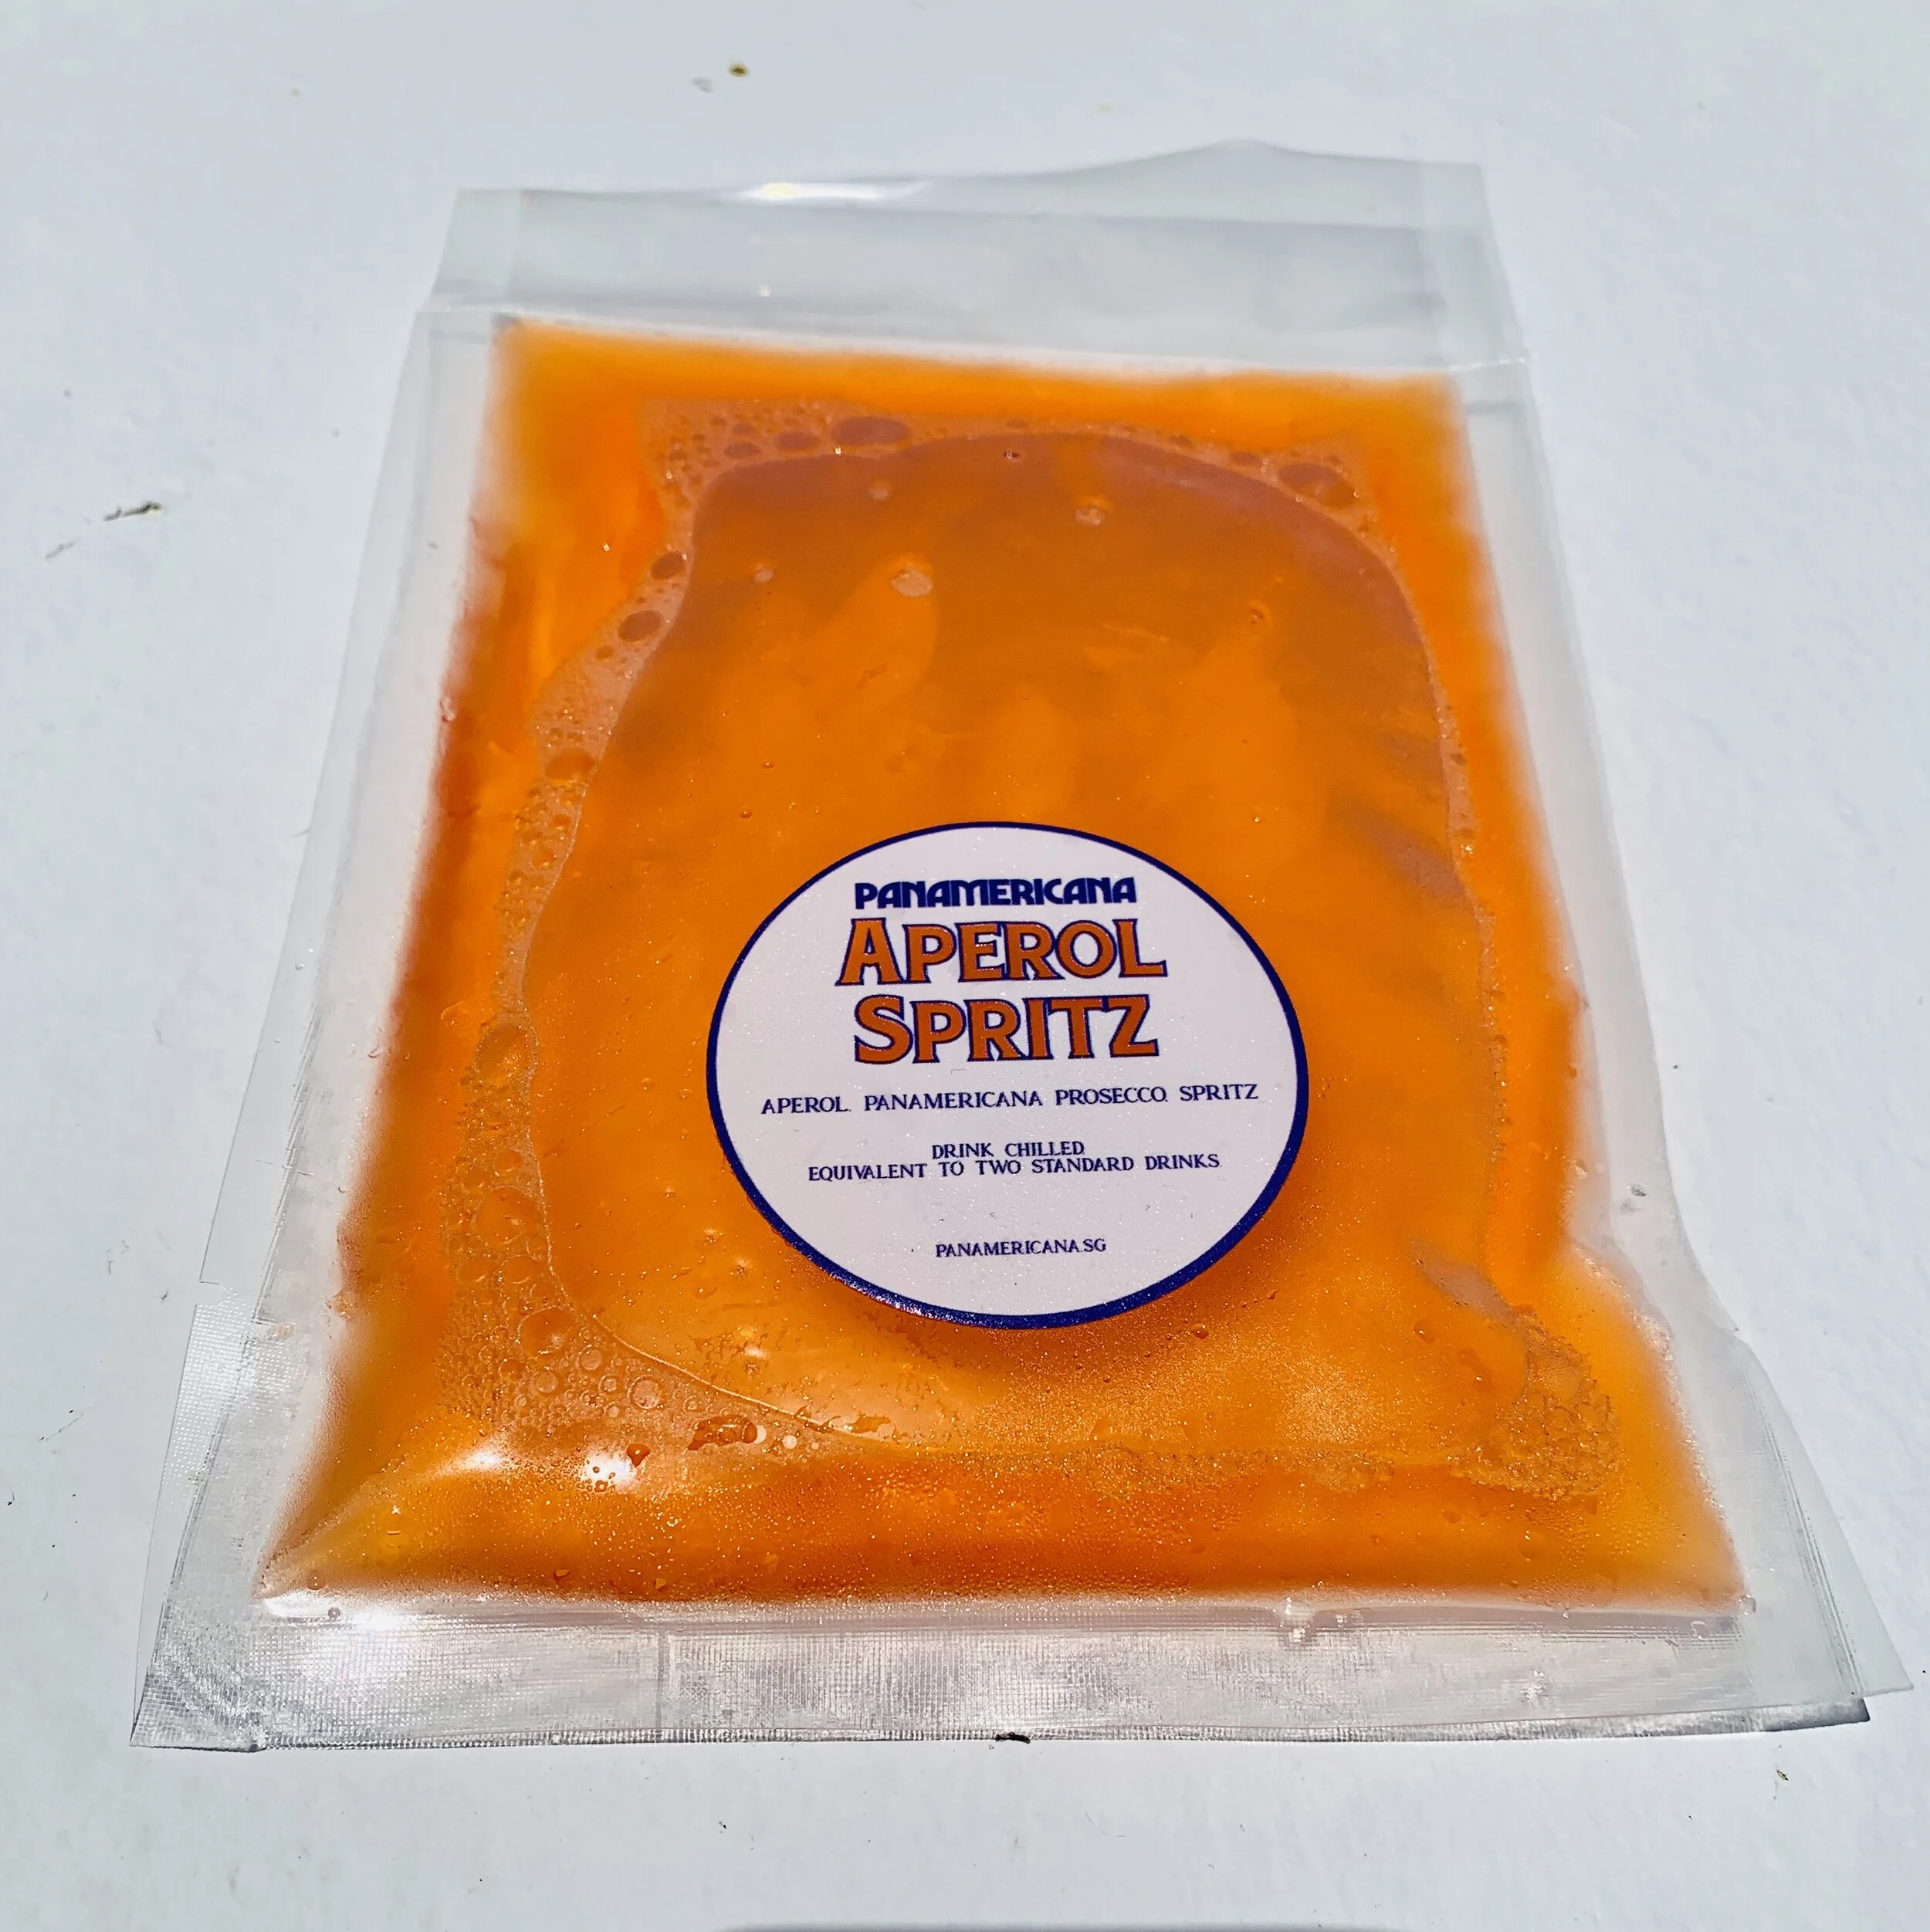 PANAMERICANA
APEROL
SPRITZ
APEROL. PANAMERICANA PROSECCO. SPRITZ
DRINK CHILLED.
EQUIVALENT TO TWO STANDARD DRINKS.
PANAMERICANA.SG